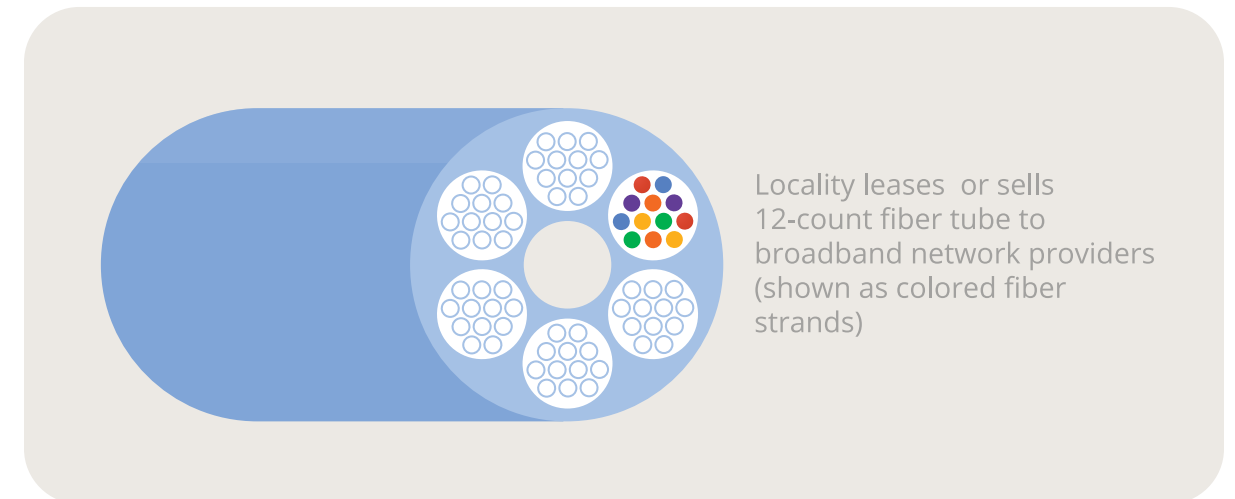 Locality leases  or sells
12-count fiber tube to
broadband network providers
(shown as colored fiber
strands)